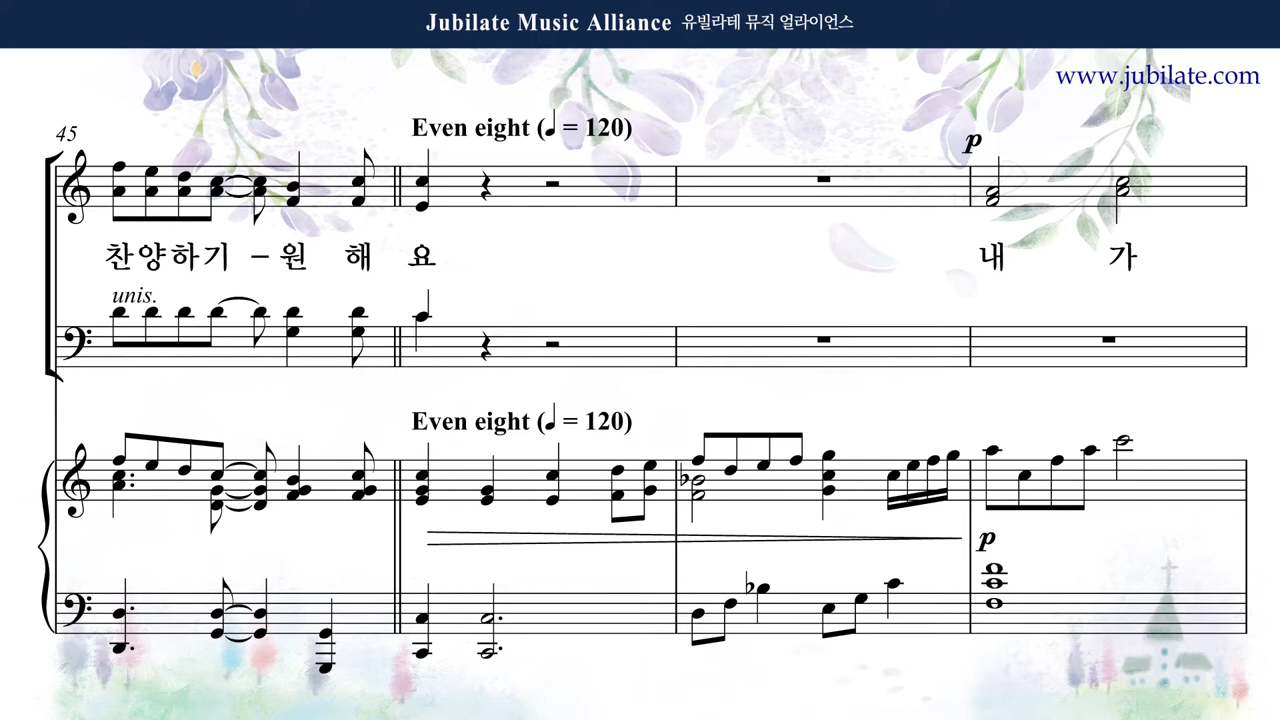 Jubilate Music Alliance 유빌라테 뮤직 얼라이언스
www.jubilate.com
45
Even eight (♩ = 120)
p
찬양하기 – 원 해 요 내 가
unis.
Even eight (♩ = 120)
p